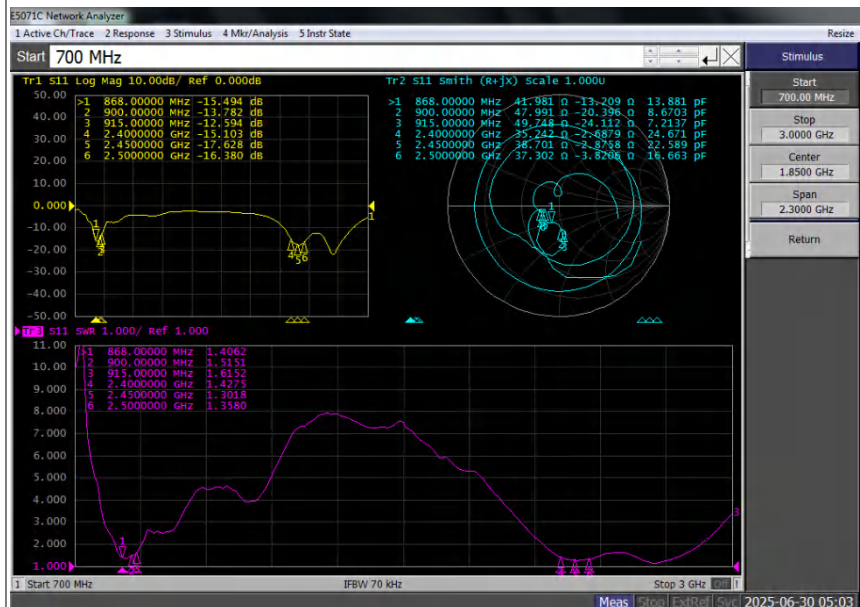 E5071C Network Analyzer
1 Active Ch/Trace 2 Response 3 Stimulus 4 Mkr/Analysis 5 Instr State
Resize
Start 700 MHz
Stimulus
Start
700.00 MHz
Stop
3.0000 GHz
Center
1.8500 GHz
Span
2.3000 GHz
Return
Tr1 S11 Log Mag 10.00dB/ Ref 0.000dB
50.00
40.00
30.00
20.00
10.00
0.000
-10.00
-20.00
-30.00
-40.00
-50.00
>1 868.00000 MHz -15.494 dB
2 900.00000 MHz -13.782 dB
3 915.00000 MHz -12.594 dB
4 2.4000000 GHz -15.103 dB
5 2.4500000 GHz -17.628 dB
6 2.5000000 GHz -16.380 dB
Tr2 S11 Smith (R+jX) Scale 1.000U
>1 868.00000 MHz 41.981 Ω -13.209 Ω 13.881 pF
2 900.00000 MHz 47.991 Ω -20.396 Ω 8.6703 pF
3 915.00000 MHz 49.748 Ω -24.112 Ω 7.2137 pF
4 2.4000000 GHz 35.242 Ω -2.6879 Ω 24.671 pF
5 2.4500000 GHz 38.701 Ω -2.8758 Ω 22.589 pF
6 2.5000000 GHz 37.302 Ω -3.8206 Ω 16.663 pF
Tr3 S11 SWR 1.000/ Ref 1.000
11.00
10.00
9.000
8.000
7.000
6.000
5.000
4.000
3.000
2.000
1.000
>1 868.00000 MHz 1.4062
2 900.00000 MHz 1.5151
3 915.00000 MHz 1.6152
4 2.4000000 GHz 1.4275
5 2.4500000 GHz 1.3018
6 2.5000000 GHz 1.3580
1 Start 700 MHz
IFBW 70 kHz
Stop 3 GHz Off !
Meas Stop ExtRef Svc 2025-06-30 05:03